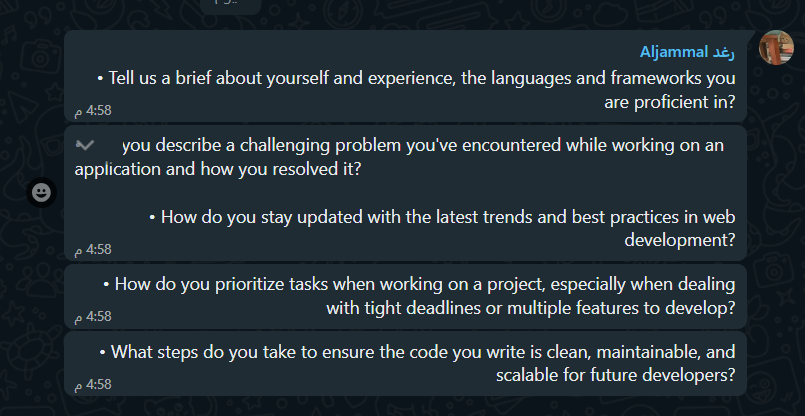 رغد Aljammal
• Tell us a brief about yourself and experience, the languages and frameworks you
are proficient in?
4:58 م
you describe a challenging problem you've encountered while working on an
application and how you resolved it?
• How do you stay updated with the latest trends and best practices in web
development?
4:58 م
• How do you prioritize tasks when working on a project, especially when dealing
with tight deadlines or multiple features to develop?
4:58 م
• What steps do you take to ensure the code you write is clean, maintainable, and
scalable for future developers?
4:58 م